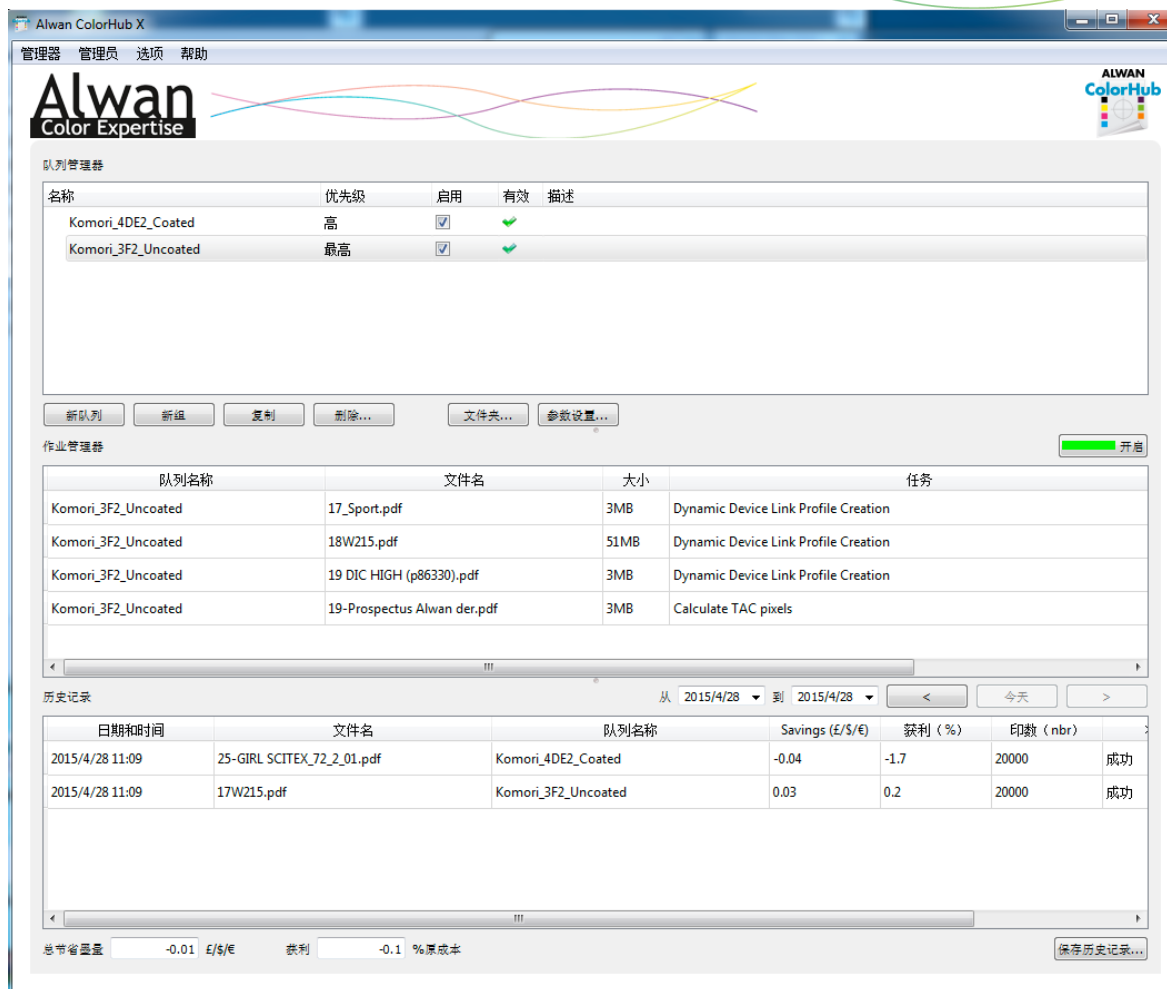 Alwan ColorHub X
管理器 管理员 选项 帮助
Alwan
Color Expertise
ALWAN
ColorHub
队列管理器
名称 优先级 启用 有效 描述
Komori_4DE2_Coated 高
Komori_3F2_Uncoated 最高
新队列 新组 复制 删除... 文件夹... 参数设置...
作业管理器 开启
队列名称 文件名 大小 任务
Komori_3F2_Uncoated 17_Sport.pdf 3MB Dynamic Device Link Profile Creation
Komori_3F2_Uncoated 18W215.pdf 51MB Dynamic Device Link Profile Creation
Komori_3F2_Uncoated 19 DIC HIGH (p86330).pdf 3MB Dynamic Device Link Profile Creation
Komori_3F2_Uncoated 19-Prospectus Alwan der.pdf 3MB Calculate TAC pixels
历史记录 从 2015/4/28 到 2015/4/28 < 今天 >
日期和时间 文件名 队列名称 Savings (£/$/€) 获利（%） 印数（nbr）
2015/4/28 11:09 25-GIRL SCITEX_72_2_01.pdf Komori_4DE2_Coated -0.04 -1.7 20000 成功
2015/4/28 11:09 17W215.pdf Komori_3F2_Uncoated 0.03 0.2 20000 成功
总节省墨量 -0.01 £/$/€ 获利 -0.1 %原成本 保存历史记录...